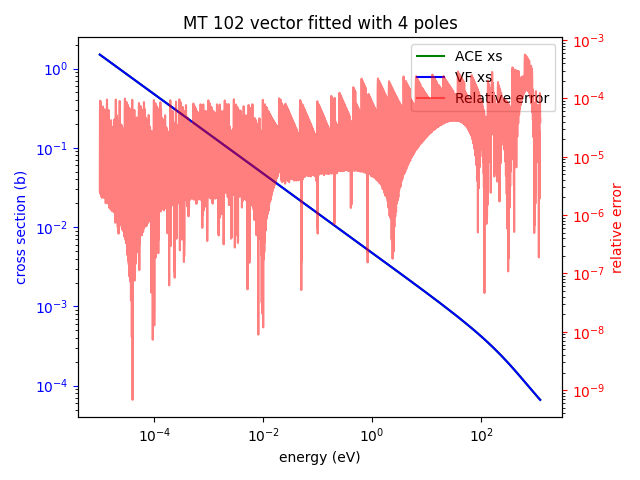 MT 102 vector fitted with 4 poles
ACE xs
VF xs
Relative error
cross section (b)
10⁰
10⁻¹
10⁻²
10⁻³
10⁻⁴
relative error
10⁻³
10⁻⁴
10⁻⁵
10⁻⁶
10⁻⁷
10⁻⁸
10⁻⁹
10⁻⁴ 10⁻² 10⁰ 10²
energy (eV)